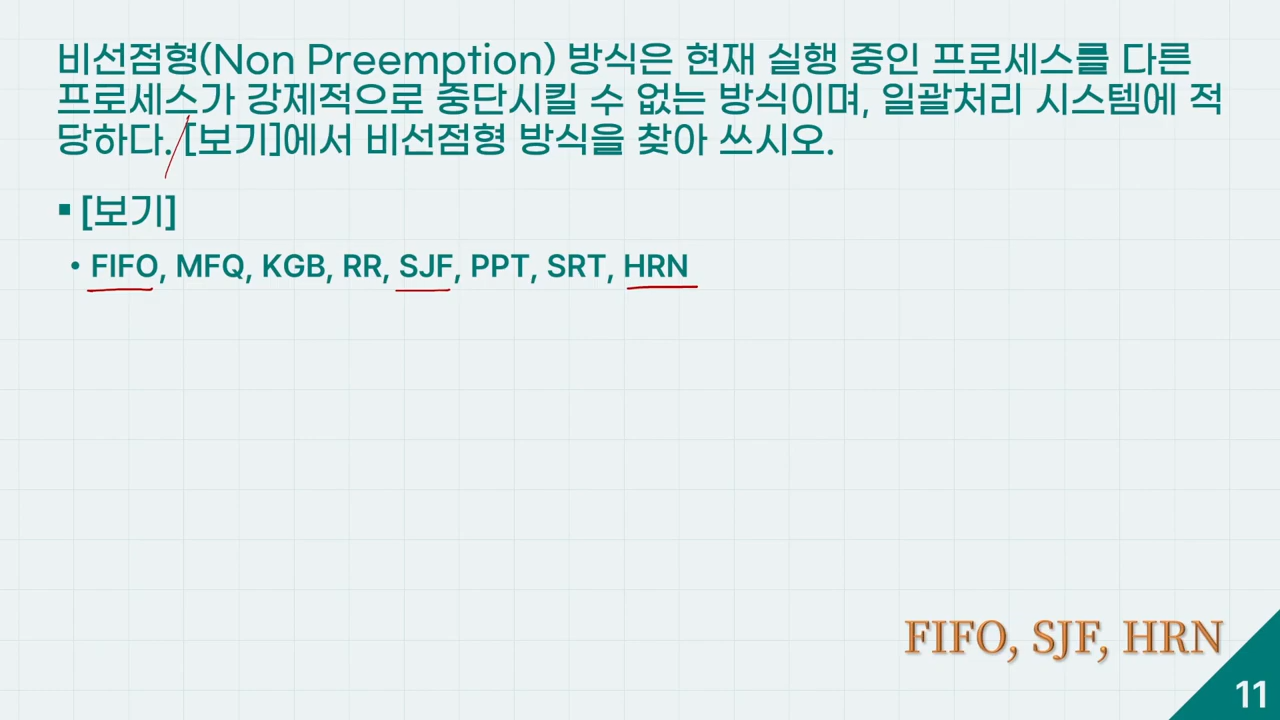 비선점형(Non Preemption) 방식은 현재 실행 중인 프로세스를 다른
프로세스가 강제적으로 중단시킬 수 없는 방식이며, 일괄처리 시스템에 적
당하다. [보기]에서 비선점형 방식을 찾아 쓰시오.
▪ [보기]
• FIFO, MFQ, KGB, RR, SJF, PPT, SRT, HRN
FIFO, SJF, HRN
11